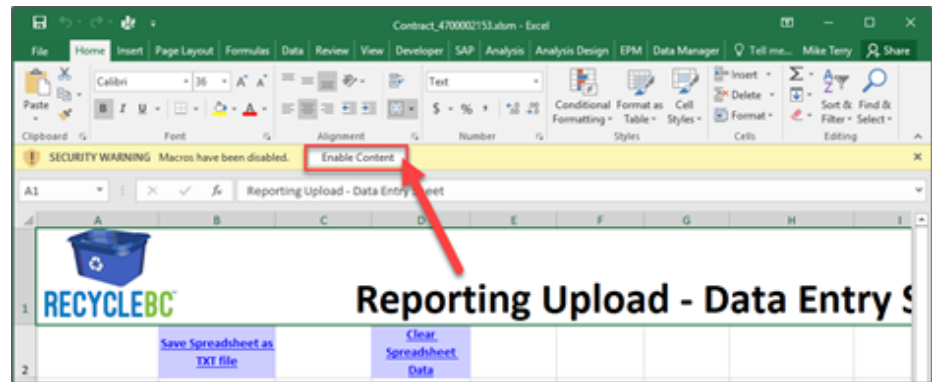 Contract_4700002153.xlsm - Excel
File Home Insert Page Layout Formulas Data Review View Developer SAP Analysis Analysis Design EPM Data Manager Tell me... Mike Terry Share
Paste
Calibri 36 A A
B I U A
Text
$ % ,
Conditional Formatting
Format as Table
Cell Styles
Insert
Delete
Format
Sort & Filter
Find & Select
Clipboard Font Alignment Number Styles Cells Editing
SECURITY WARNING Macros have been disabled. Enable Content
A1 fx Reporting Upload - Data Entry Sheet
A B C D E F G H I
1
RECYCLEBC
Reporting Upload - Data Entry S
2
Save Spreadsheet as
TXT file
Clear
Spreadsheet
Data